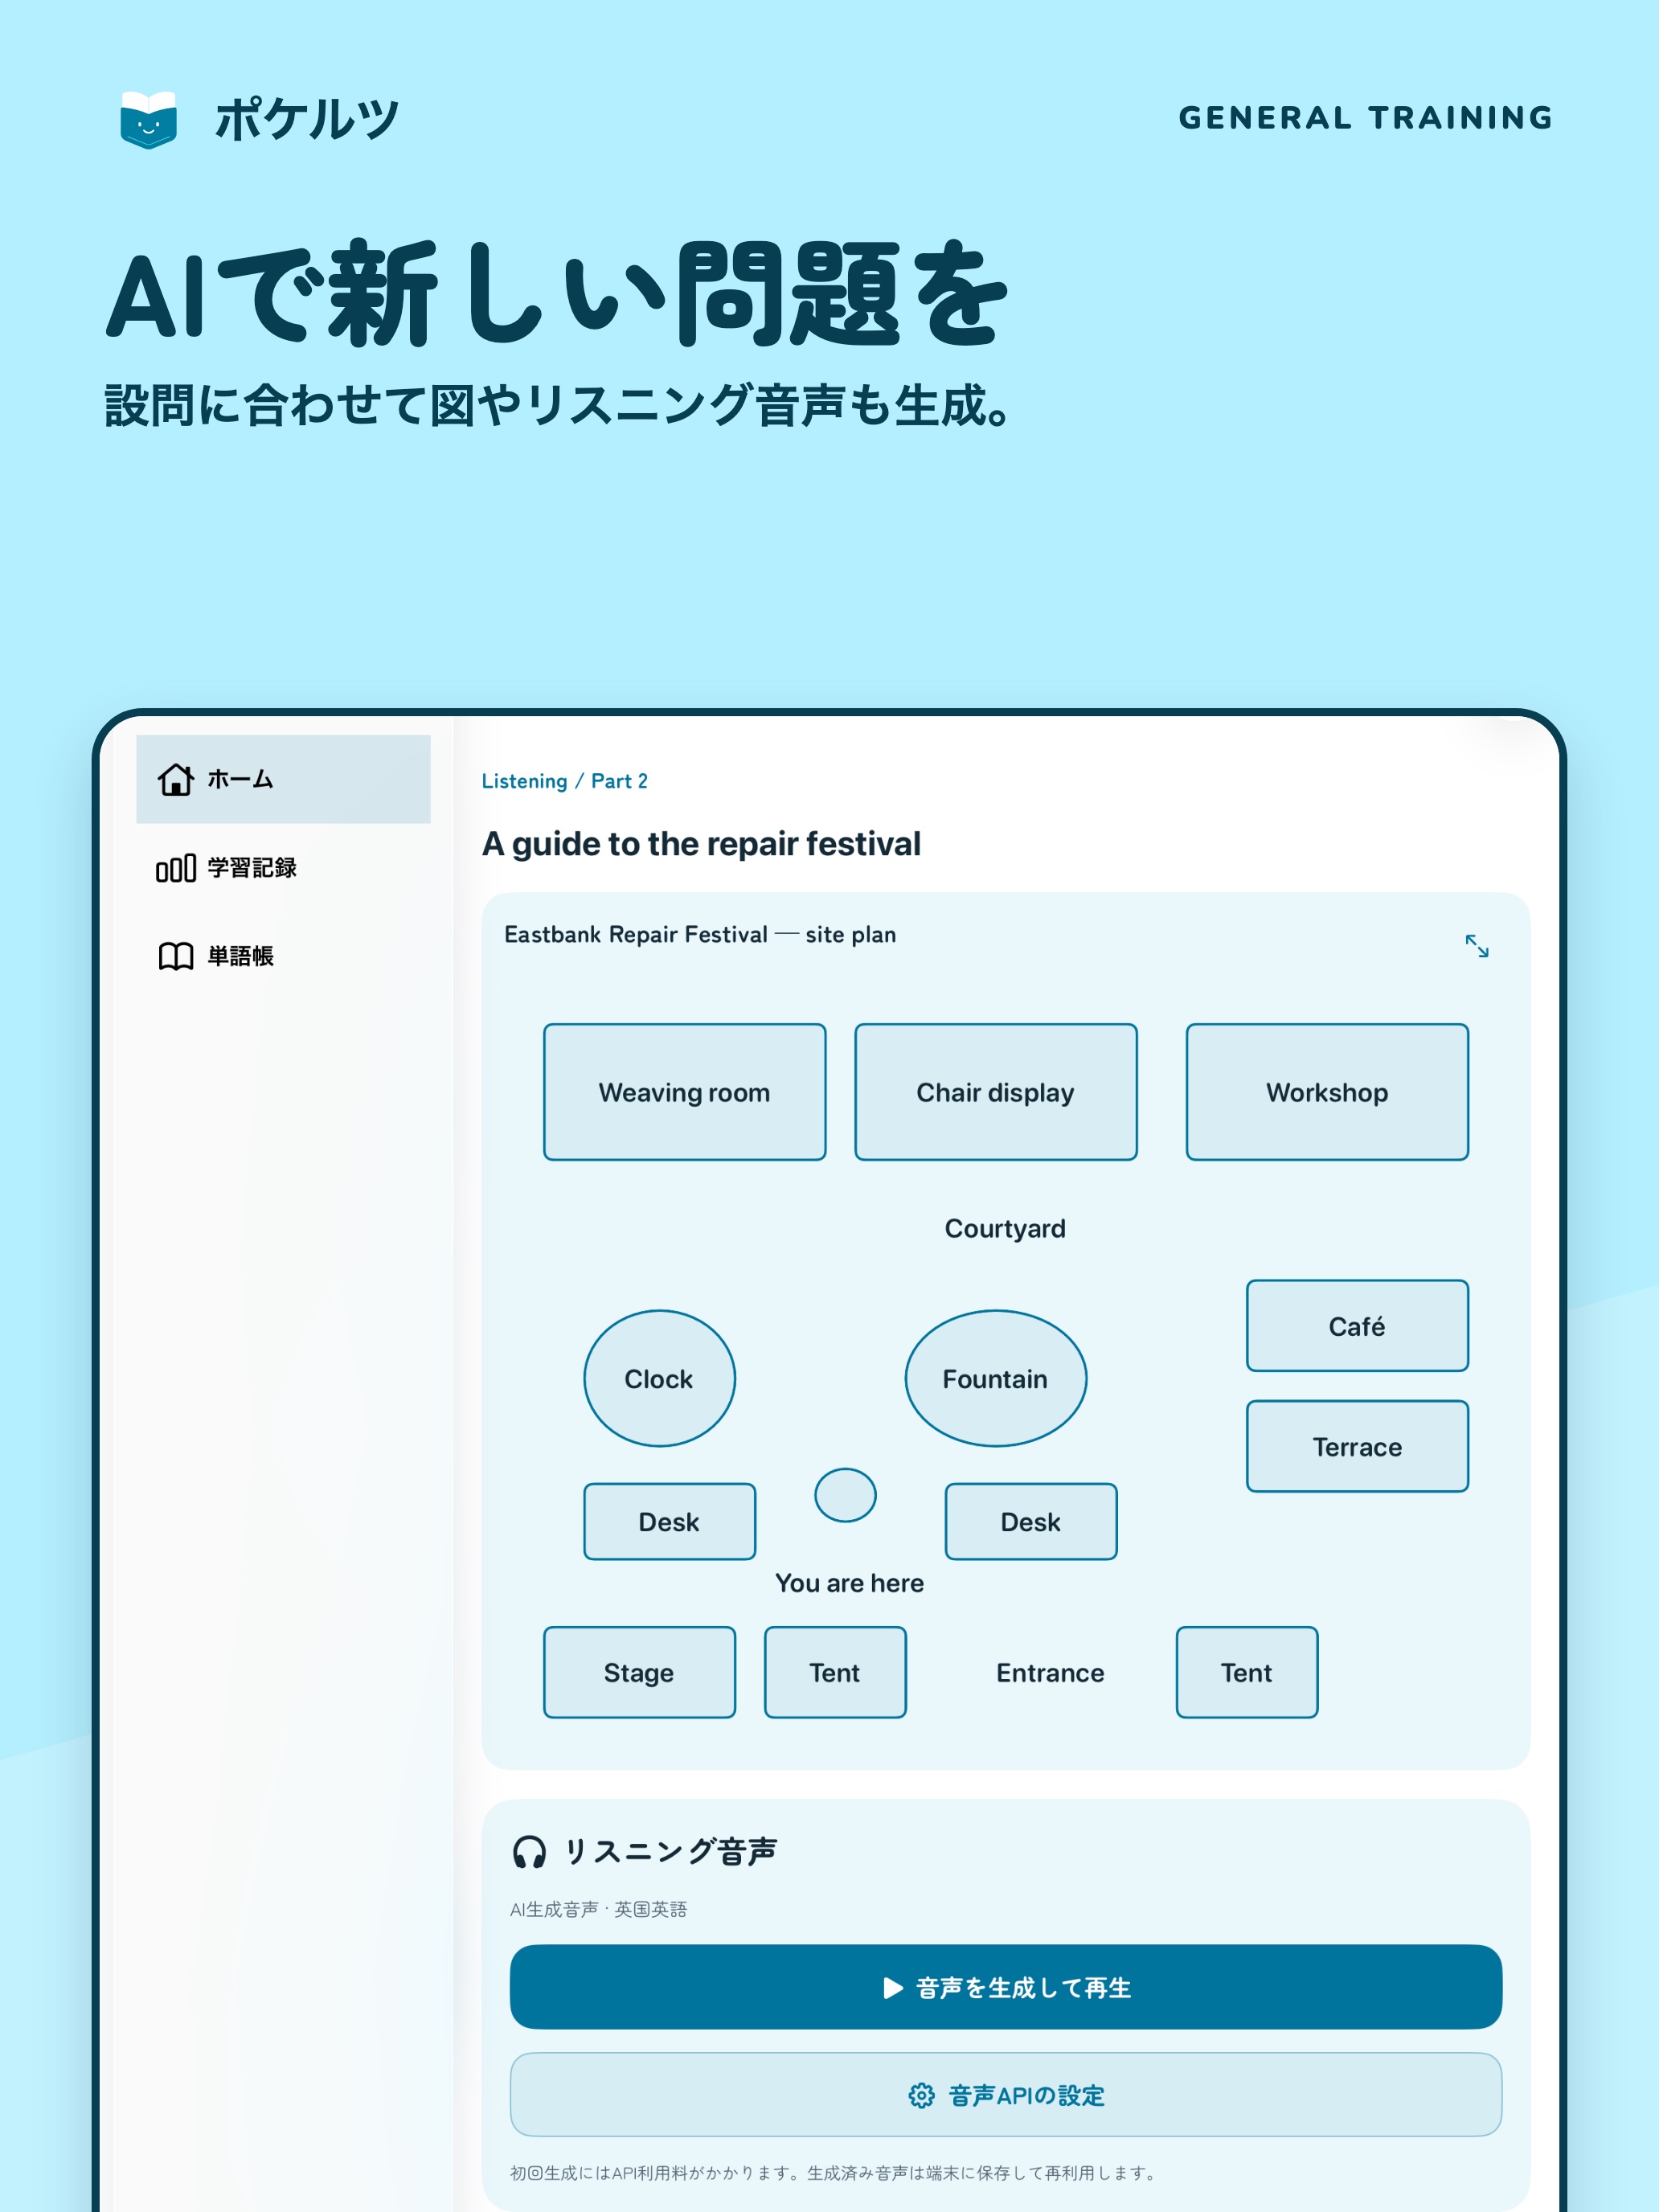 ポケルツ
GENERAL TRAINING
AIで新しい問題を
設問に合わせて図やリスニング音声も生成。
ホーム
学習記録
単語帳
Listening / Part 2
A guide to the repair festival
Eastbank Repair Festival — site plan
Weaving room
Chair display
Workshop
Courtyard
Café
Clock
Fountain
Terrace
Desk
Desk
You are here
Stage
Tent
Entrance
Tent
リスニング音声
AI生成音声・英国英語
音声を生成して再生
音声APIの設定
初回生成にはAPI利用料がかかります。生成済み音声は端末に保存して再利用します。